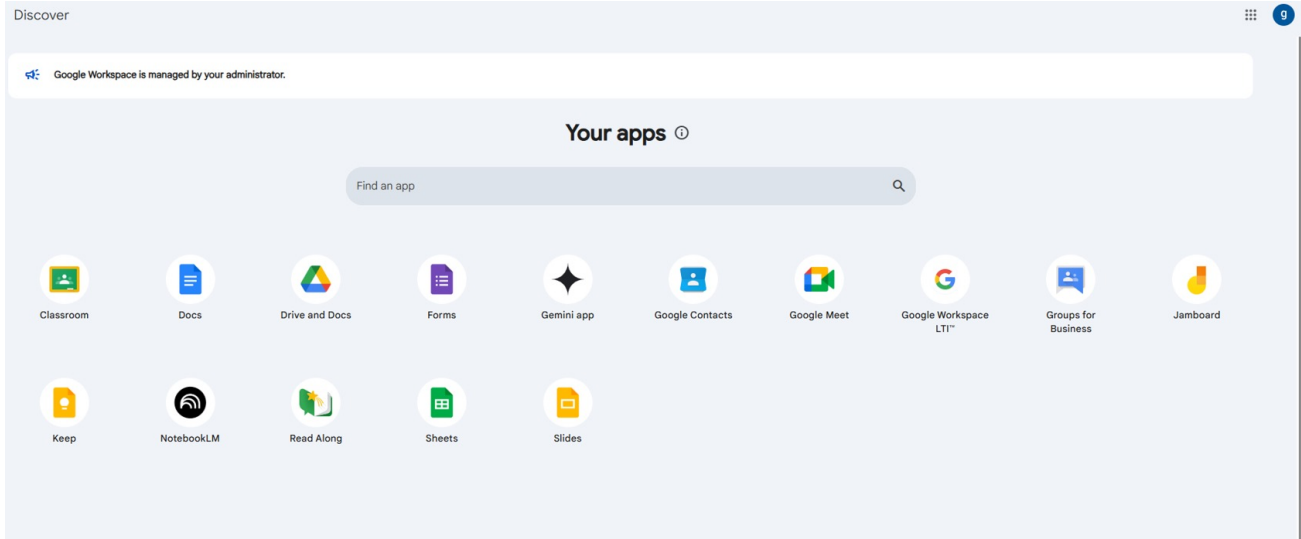 Discover
g
Google Workspace is managed by your administrator.
Your apps
Find an app
Classroom
Docs
Drive and Docs
Forms
Gemini app
Google Contacts
Google Meet
Google Workspace
LTI™
Groups for
Business
Jamboard
Keep
NotebookLM
Read Along
Sheets
Slides